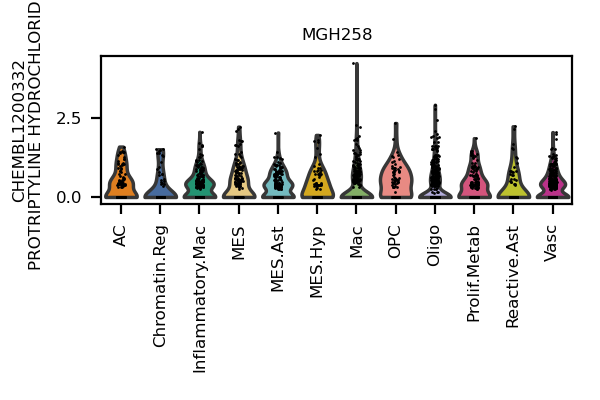 MGH258
CHEMBL1200332
PROTRIPTYLINE HYDROCHLORID
2.5
0.0
AC
Chromatin.Reg
Inflammatory.Mac
MES
MES.Ast
MES.Hyp
Mac
OPC
Oligo
Prolif.Metab
Reactive.Ast
Vasc